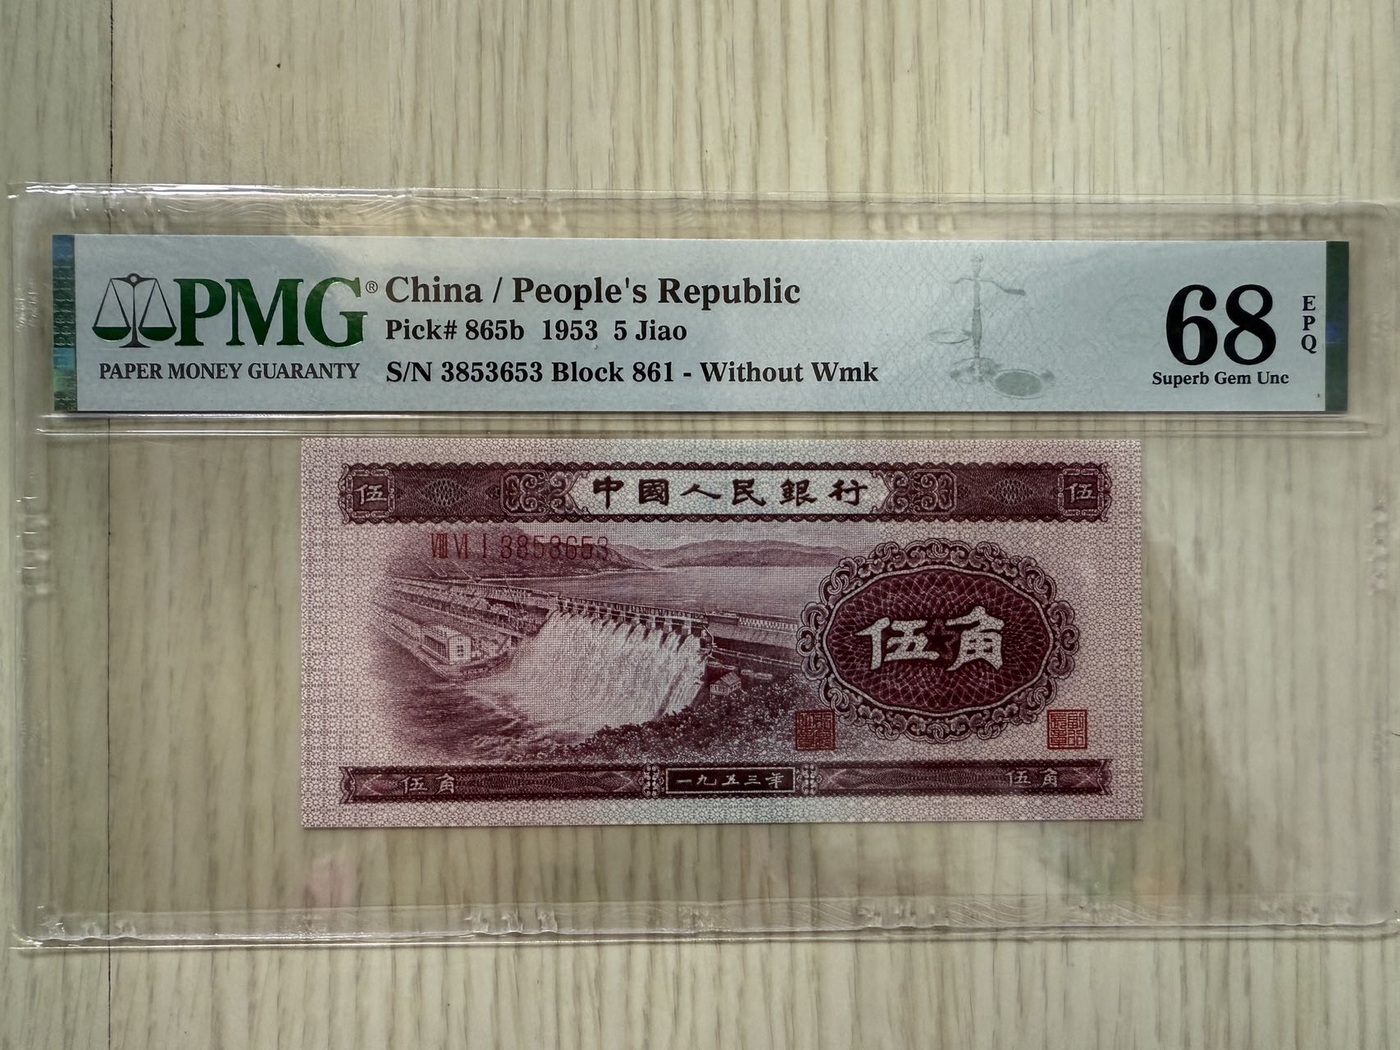 PMG®
PAPER MONEY GUARANTY
China / People's Republic
Pick# 865b 1953 5 Jiao
S/N 3853653 Block 861 - Without Wmk
68
EPQ
Superb Gem Unc
伍
中國人民銀行
伍
VIII VI I 3853653
伍角
伍角
一九五三年
伍角